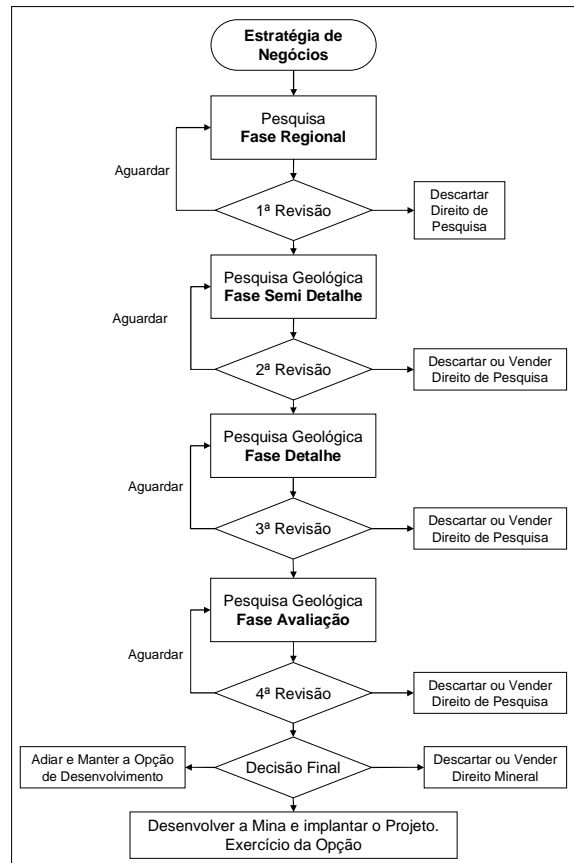 Estratégia de
Negócios
Pesquisa
Fase Regional
Aguardar
1ª Revisão
Descartar
Direito de
Pesquisa
Pesquisa Geológica
Fase Semi Detalhe
Aguardar
2ª Revisão
Descartar ou Vender
Direito de Pesquisa
Pesquisa Geológica
Fase Detalhe
Aguardar
3ª Revisão
Descartar ou Vender
Direito de Pesquisa
Pesquisa Geológica
Fase Avaliação
Aguardar
4ª Revisão
Descartar ou Vender
Direito de Pesquisa
Adiar e Manter a Opção
de Desenvolvimento
Decisão Final
Descartar ou Vender
Direito Mineral
Desenvolver a Mina e implantar o Projeto.
Exercício da Opção